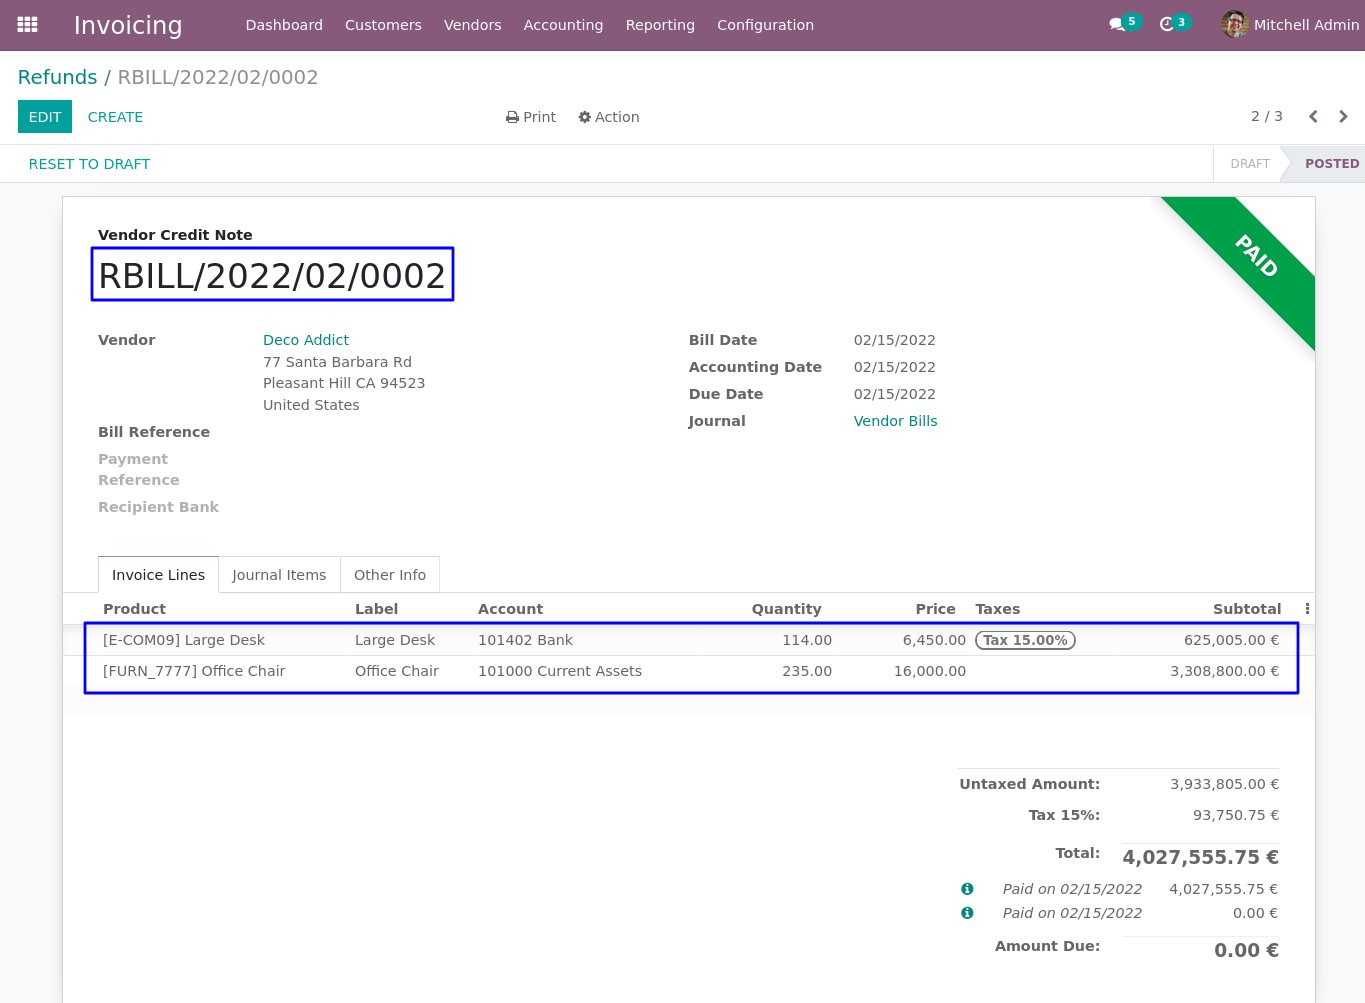 Invoicing Dashboard Customers Vendors Accounting Reporting Configuration 5 3 Mitchell Admin
Refunds / RBILL/2022/02/0002
EDIT CREATE Print Action 2 / 3
RESET TO DRAFT DRAFT POSTED
PAID
Vendor Credit Note
RBILL/2022/02/0002
Vendor Deco Addict Bill Date 02/15/2022
77 Santa Barbara Rd
Pleasant Hill CA 94523 Accounting Date 02/15/2022
United States Due Date 02/15/2022
Bill Reference Journal Vendor Bills
Payment
Reference
Recipient Bank
Invoice Lines Journal Items Other Info
Product Label Account Quantity Price Taxes Subtotal
[E-COM09] Large Desk Large Desk 101402 Bank 114.00 6,450.00 Tax 15.00% 625,005.00 €
[FURN_7777] Office Chair Office Chair 101000 Current Assets 235.00 16,000.00 3,308,800.00 €
Untaxed Amount: 3,933,805.00 €
Tax 15%: 93,750.75 €
Total: 4,027,555.75 €
Paid on 02/15/2022 4,027,555.75 €
Paid on 02/15/2022 0.00 €
Amount Due: 0.00 €